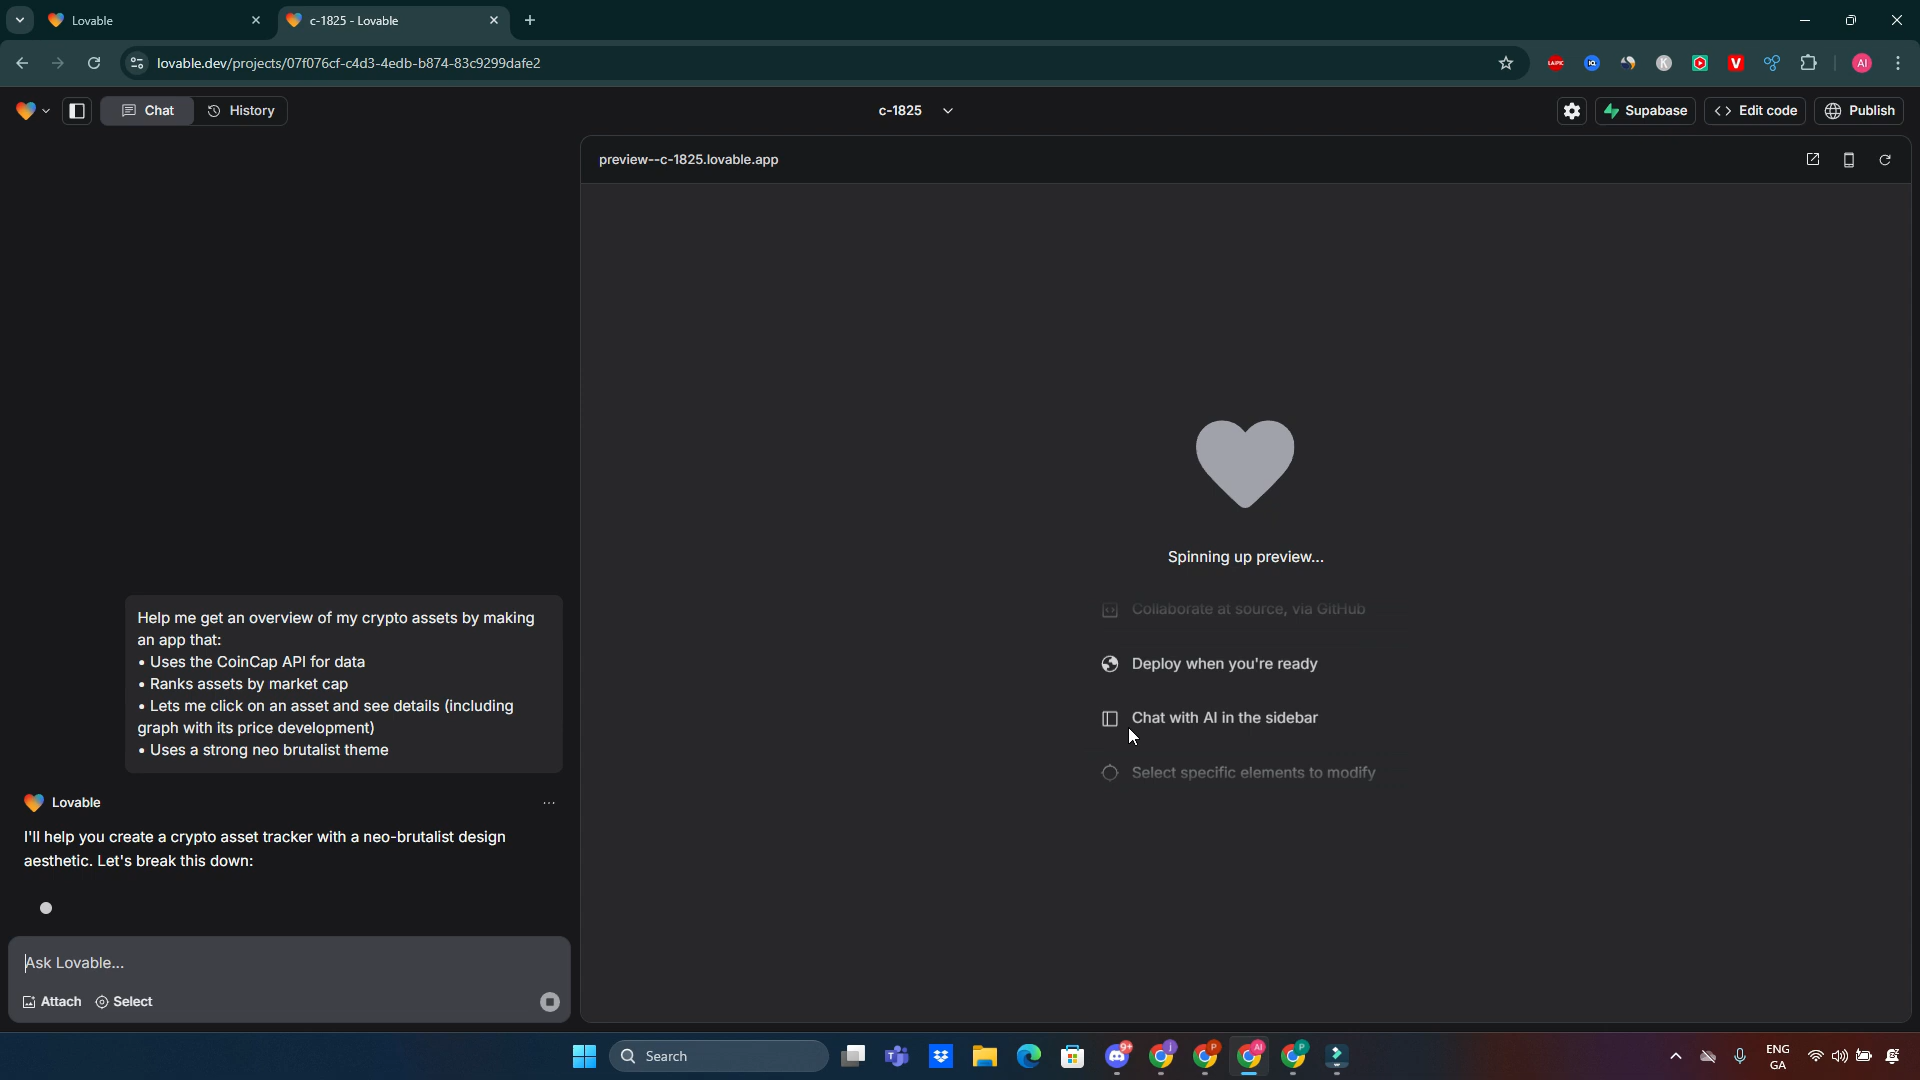 Lovable
c-1825 - Lovable
lovable.dev/projects/07f076cf-c4d3-4edb-b874-83c9299dafe2
AI
Chat
History
c-1825
Supabase
Edit code
Publish
preview--c-1825.lovable.app
Spinning up preview...
Collaborate at source, via GitHub
Deploy when you're ready
Chat with AI in the sidebar
Select specific elements to modify
Help me get an overview of my crypto assets by making
an app that:
• Uses the CoinCap API for data
• Ranks assets by market cap
• Lets me click on an asset and see details (including
graph with its price development)
• Uses a strong neo brutalist theme
Lovable
I'll help you create a crypto asset tracker with a neo-brutalist design
aesthetic. Let's break this down:
Ask Lovable...
Attach
Select
Search
9+
ENG
GA